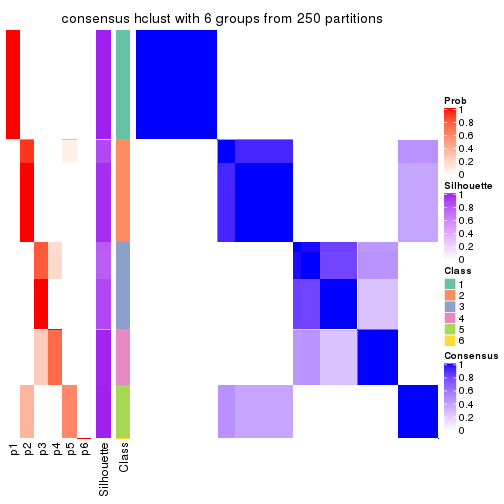 consensus hclust with 6 groups from 250 partitions
Prob
1
0.8
0.6
0.4
0.2
0
Silhouette
1
0.8
0.6
0.4
0.2
0
Class
1
2
3
4
5
6
Consensus
1
0.8
0.6
0.4
0.2
0
p1
p2
p3
p4
p5
p6
Silhouette
Class